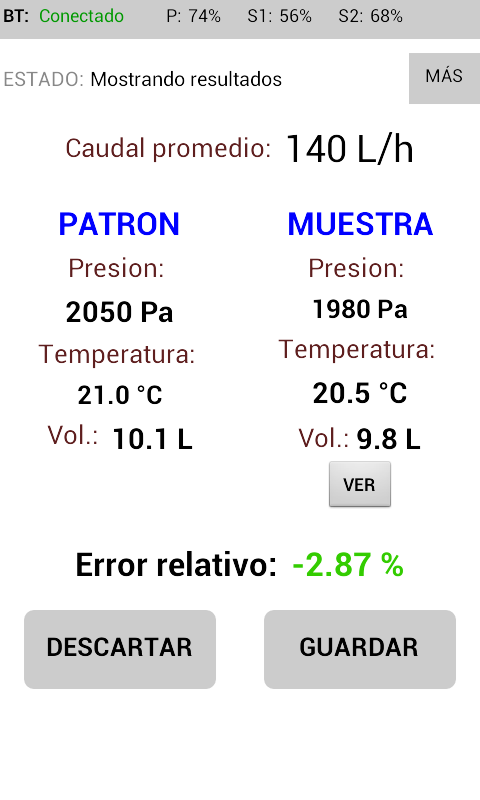 BT: Conectado P: 74% S1: 56% S2: 68%
ESTADO: Mostrando resultados
MÁS
Caudal promedio: 140 L/h
PATRON
Presion:
2050 Pa
Temperatura:
21.0 °C
Vol.: 10.1 L
MUESTRA
Presion:
1980 Pa
Temperatura:
20.5 °C
Vol.: 9.8 L
VER
Error relativo: -2.87 %
DESCARTAR
GUARDAR